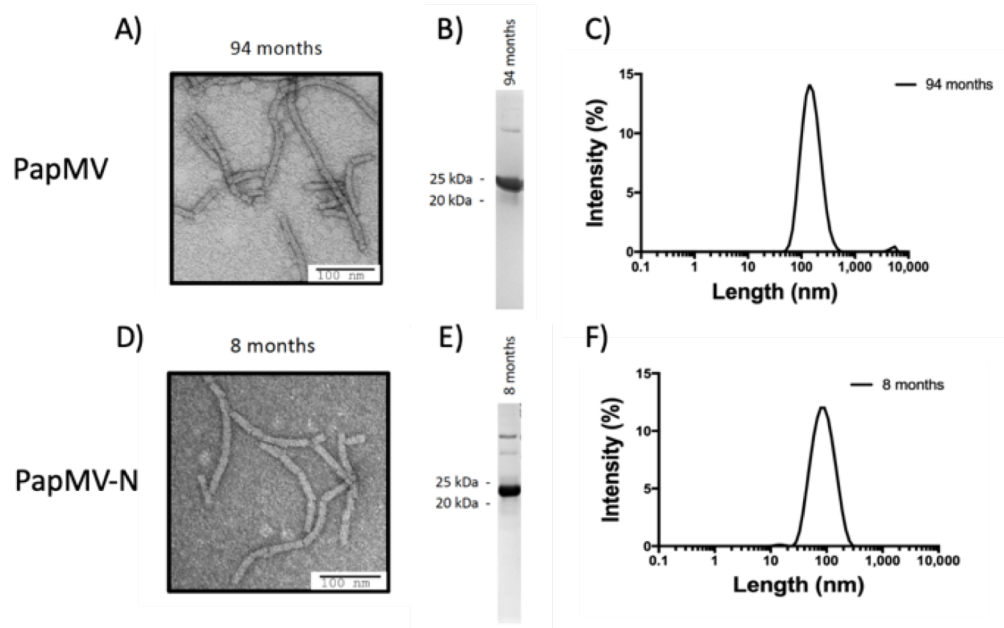 A)
94 months
PapMV
100 nm
B)
94 months
25 kDa -
20 kDa -
C)
15
10
5
0
Intensity (%)
94 months
0.1 1 10 100 1,000 10,000
Length (nm)
D)
8 months
PapMV-N
100 nm
E)
8 months
25 kDa -
20 kDa -
F)
15
10
5
0
Intensity (%)
8 months
0.1 1 10 100 1,000 10,000
Length (nm)